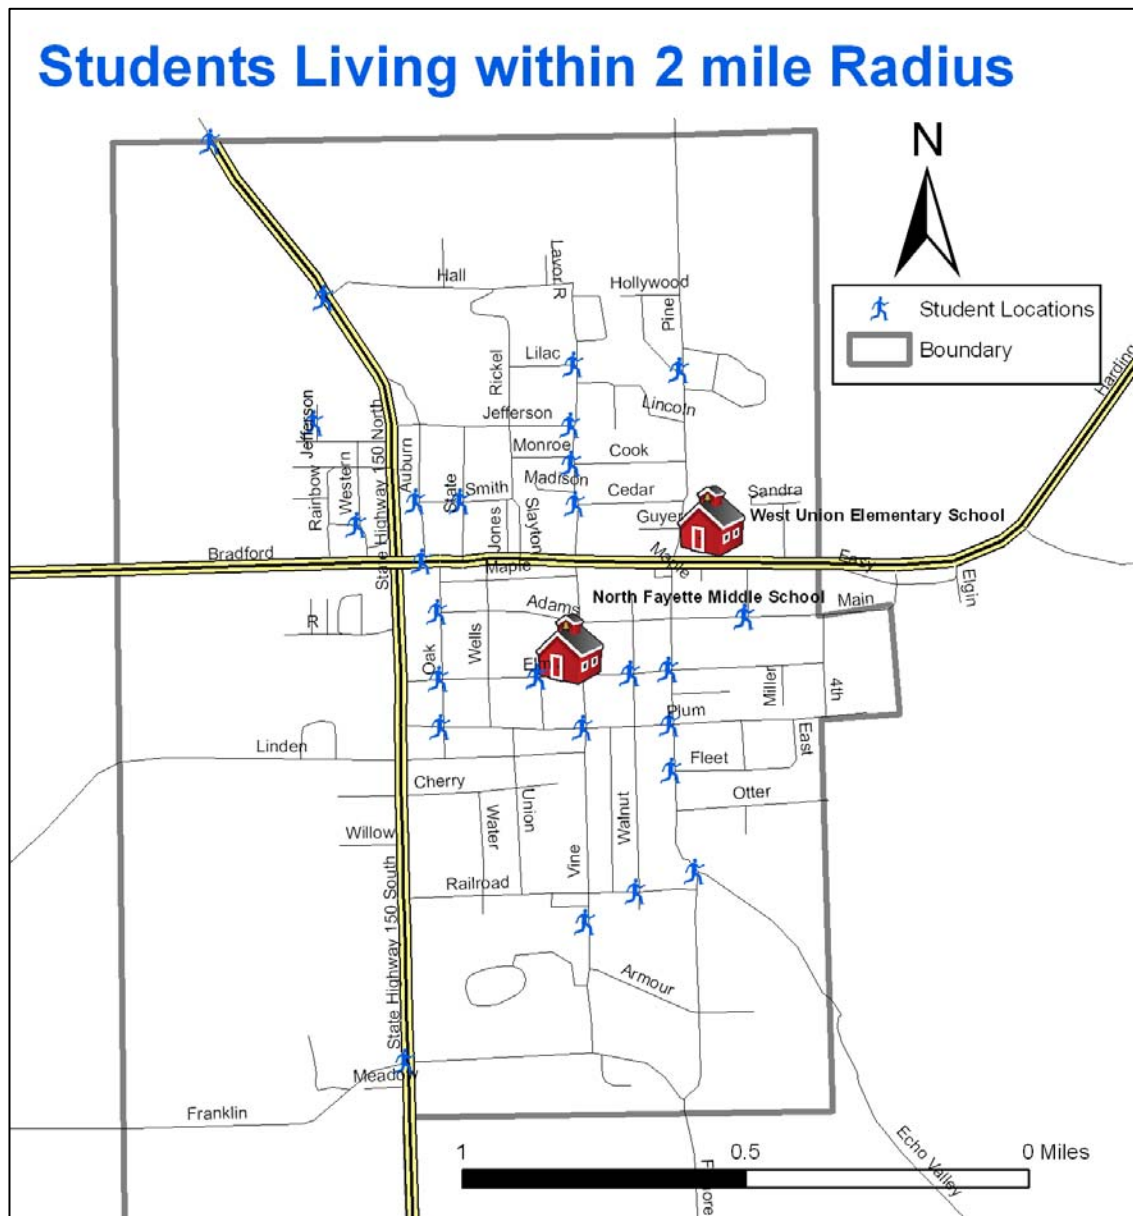 Students Living within 2 mile Radius
N
Student Locations
Boundary
Hall
Lavon R
Hollywood
Pine
Harding
Lilac
Rickel
Jefferson
Lincoln
Jefferson
State Highway 150 North
Auburn
Monroe
Cook
Madison
Western
Rainbow
State
Smith
Cedar
Sandra
Slayton
Jones
Guyer
West Union Elementary School
Bradford
Maple
Maple
Easy
Elgin
Adams
North Fayette Middle School
Main
R
Oak
Wells
Elm
Miller
4th
Plum
East
Linden
Fleet
Cherry
Otter
Water
Union
Walnut
Willow
Vine
Railroad
State Highway 150 South
Armour
Meadow
Franklin
Echo Valley
1 0.5 0 Miles